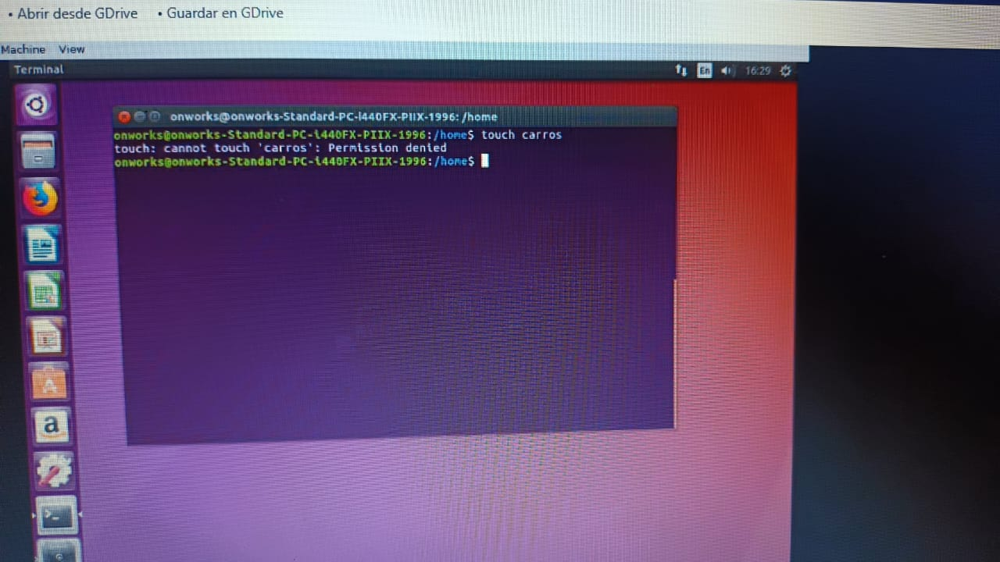 • Abrir desde GDrive • Guardar en GDrive
Machine View
Terminal En 16:29
onworks@onworks-Standard-PC-i440FX-PIIX-1996: /home
onworks@onworks-Standard-PC-i440FX-PIIX-1996:/home$ touch carros
touch: cannot touch 'carros': Permission denied
onworks@onworks-Standard-PC-i440FX-PIIX-1996:/home$